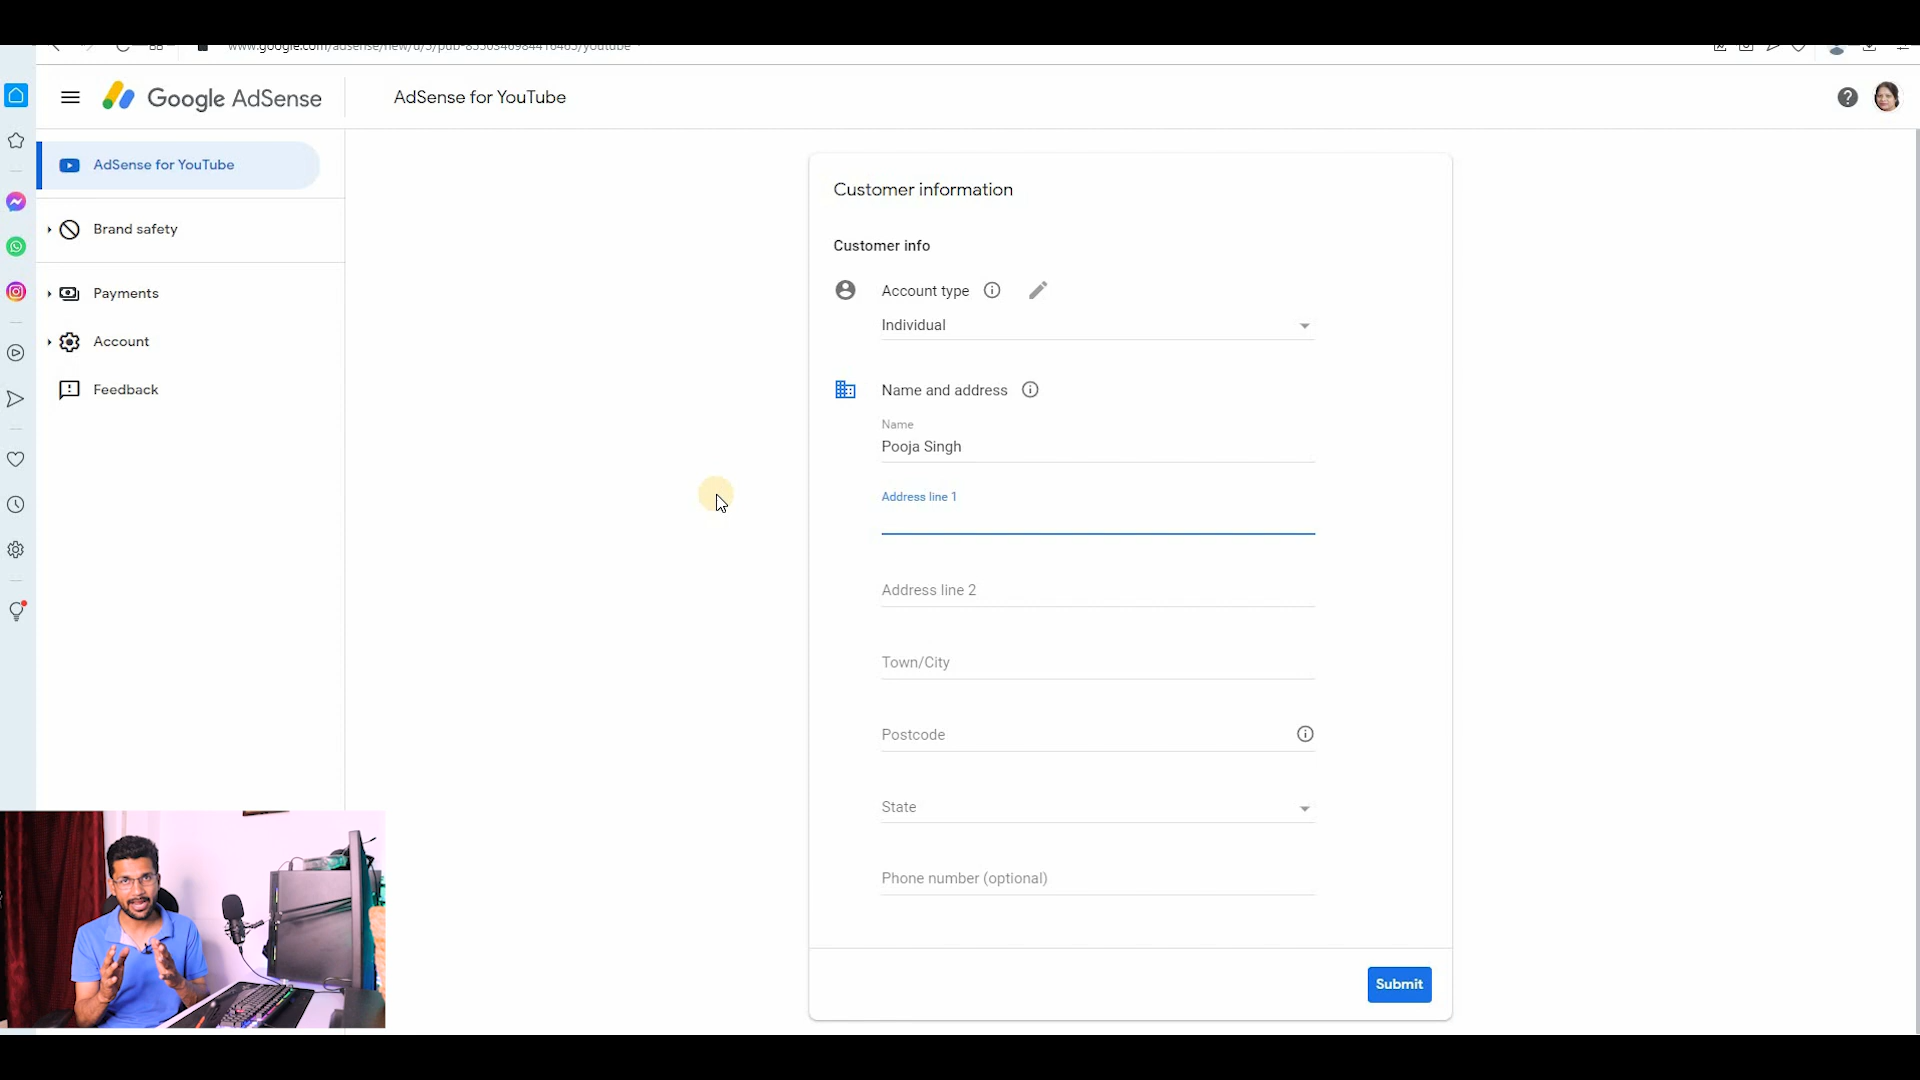 Google AdSense
AdSense for YouTube
AdSense for YouTube
Brand safety
Payments
Account
Feedback
Customer information
Customer info
Account type
Individual
Name and address
Name
Pooja Singh
Address line 1
Address line 2
Town/City
Postcode
State
Phone number (optional)
Submit